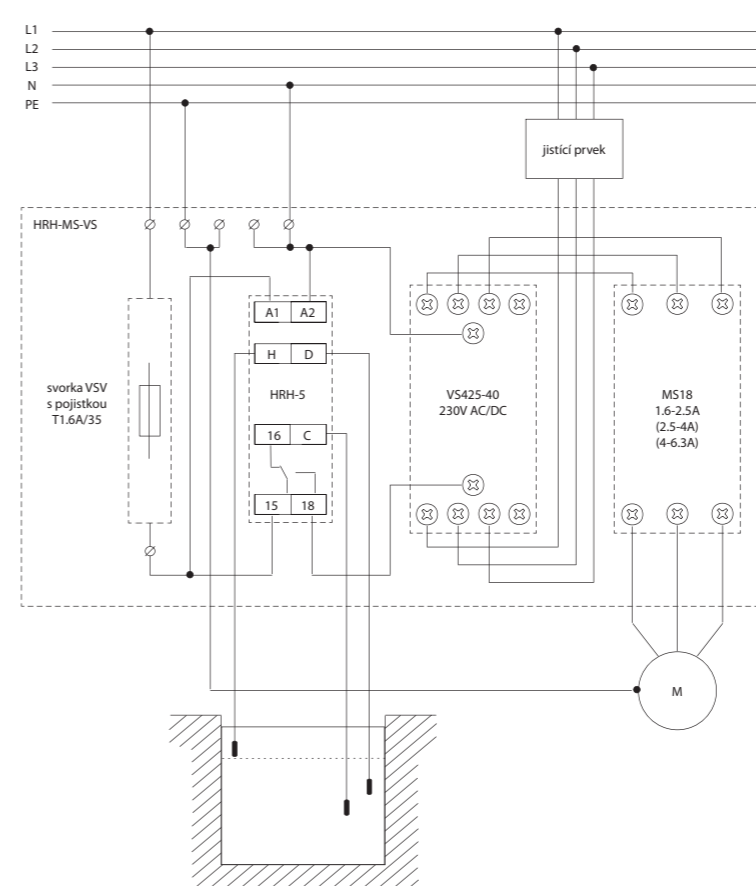 L1
L2
L3
N
PE
jistící prvek
HRH-MS-VS
A1 A2
H D
HRH-5
16 C
15 18
svorka VSV
s pojistkou
T1.6A/35
VS425-40
230V AC/DC
MS18
1.6-2.5A
(2.5-4A)
(4-6.3A)
M